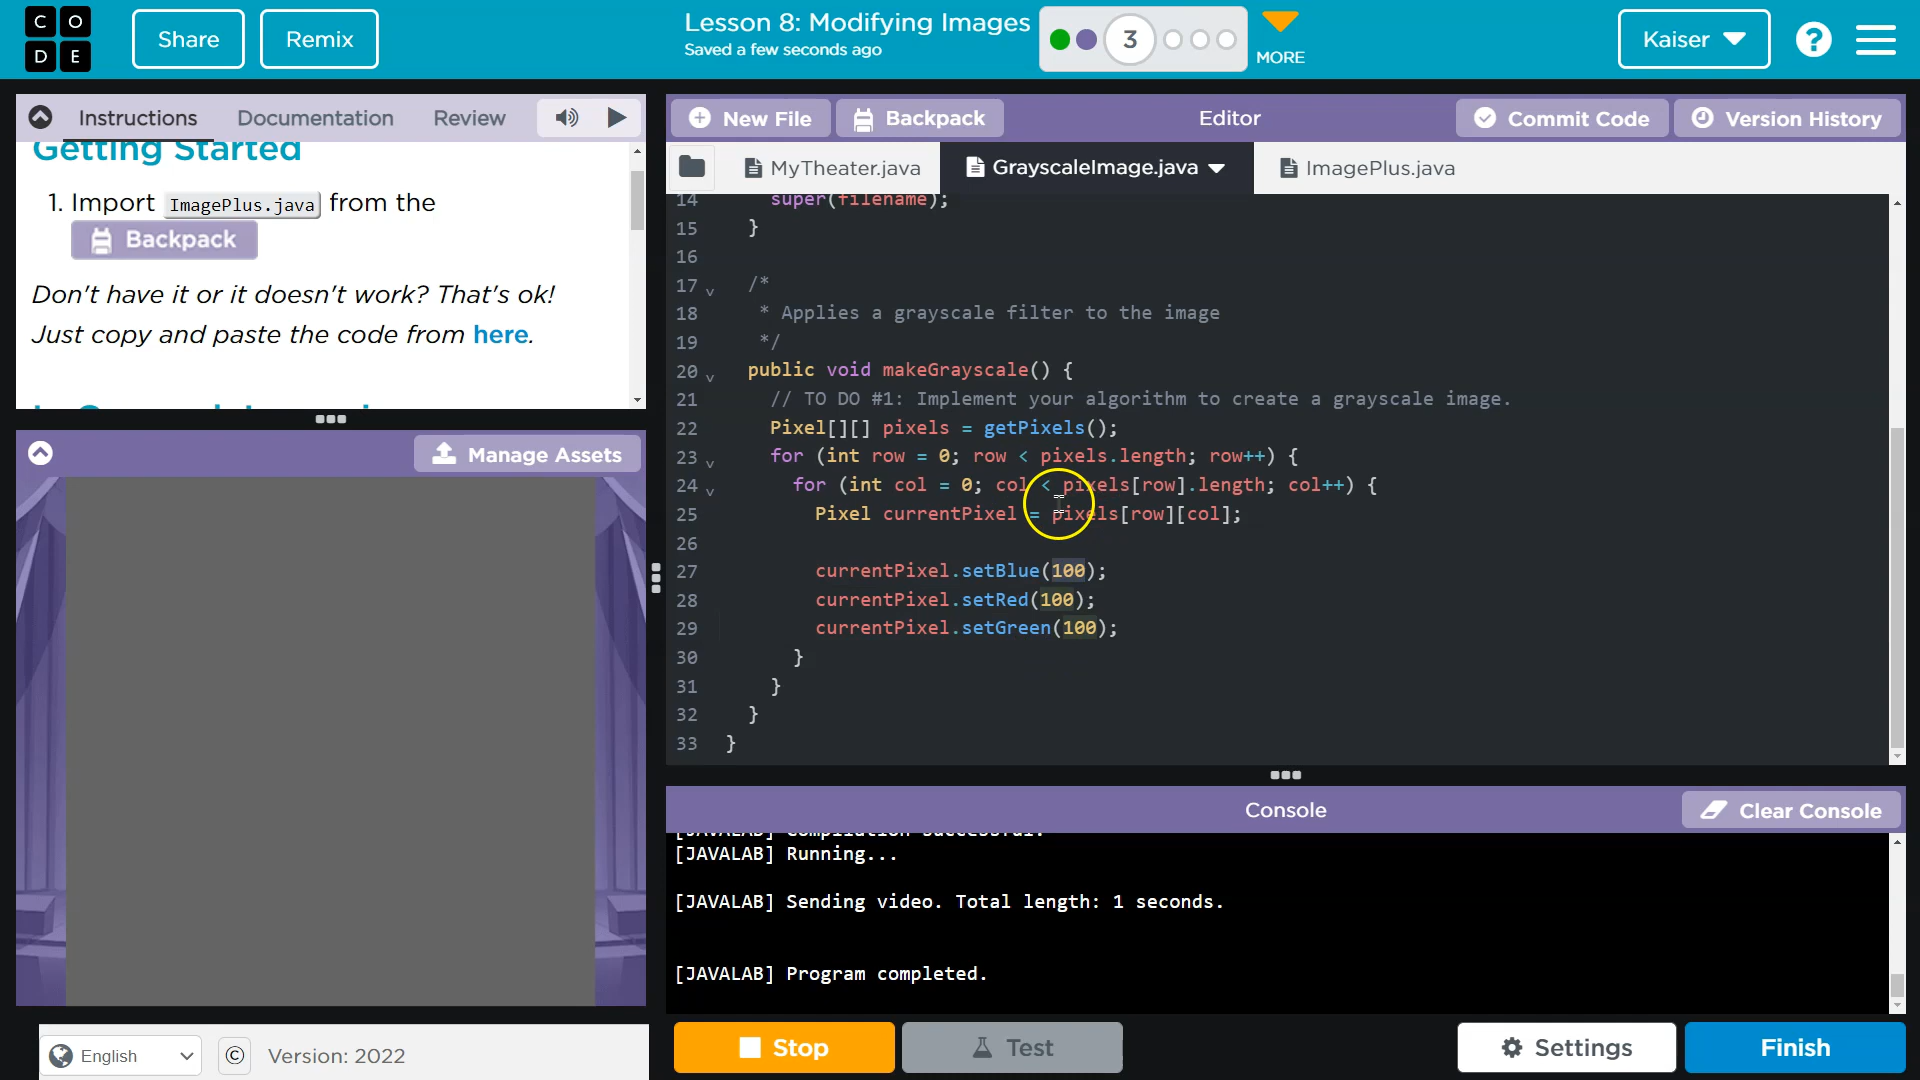 C O
D E
Share
Remix
Lesson 8: Modifying Images
Saved a few seconds ago
3
MORE
Kaiser
?
Instructions
Documentation
Review
Getting Started
1. Import ImagePlus.java from the
Backpack
Don't have it or it doesn't work? That's ok!
Just copy and paste the code from here.
Manage Assets
English
©
Version: 2022
New File
Backpack
Editor
Commit Code
Version History
MyTheater.java
GrayscaleImage.java
ImagePlus.java
14 super(filename);
15 }
16
17 /*
18 * Applies a grayscale filter to the image
19 */
20 public void makeGrayscale() {
21 // TO DO #1: Implement your algorithm to create a grayscale image.
22 Pixel[][] pixels = getPixels();
23 for (int row = 0; row < pixels.length; row++) {
24 for (int col = 0; col < pixels[row].length; col++) {
25 Pixel currentPixel = pixels[row][col];
26
27 currentPixel.setBlue(100);
28 currentPixel.setRed(100);
29 currentPixel.setGreen(100);
30 }
31 }
32 }
33 }
Console
Clear Console
[JAVALAB] Compilation successful.
[JAVALAB] Running...
[JAVALAB] Sending video. Total length: 1 seconds.
[JAVALAB] Program completed.
Stop
Test
Settings
Finish